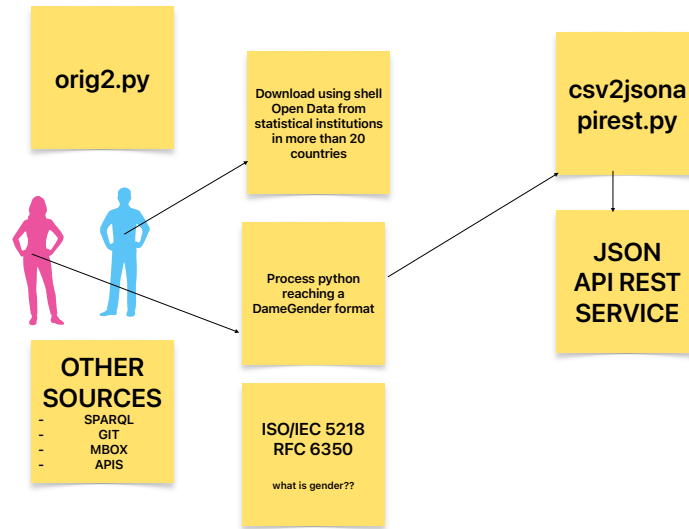 orig2.py
Download using shell
Open Data from
statistical institutions
in more than 20
countries
csv2jsona
pirest.py
Process python
reaching a
DameGender format
JSON
API REST
SERVICE
OTHER
SOURCES
- SPARQL
- GIT
- MBOX
- APIS
ISO/IEC 5218
RFC 6350
what is gender??